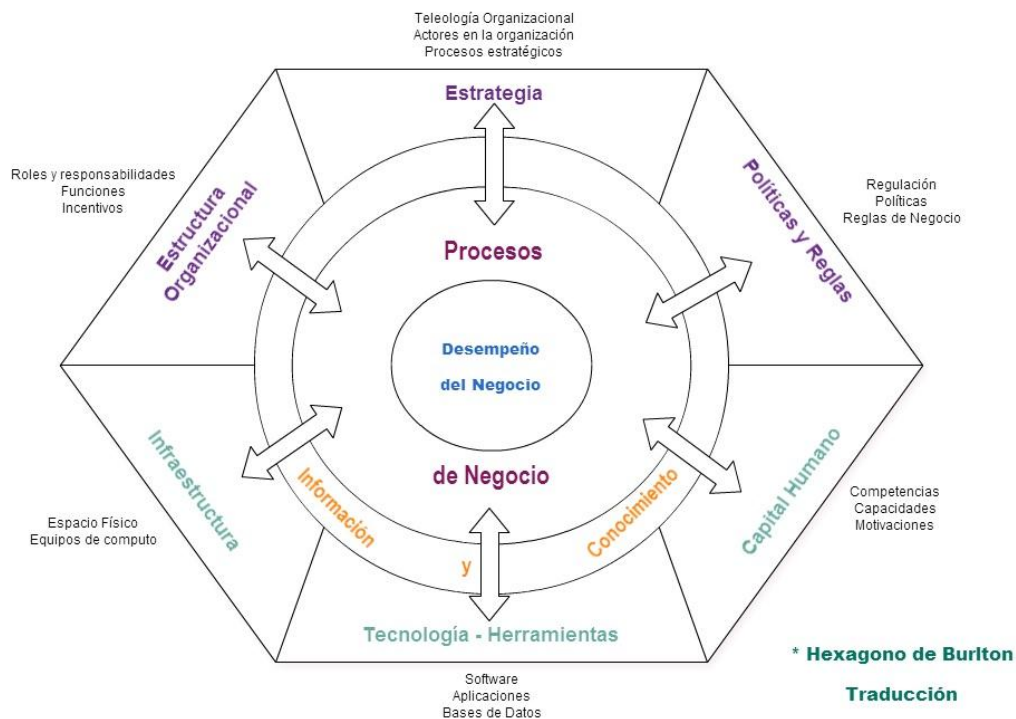 Teleología Organizacional
Actores en la organización
Procesos estratégicos
Estrategia
Roles y responsabilidades
Funciones
Incentivos
Estructura
Organizacional
Políticas y Reglas
Regulación
Políticas
Reglas de Negocio
Procesos
Desempeño
del Negocio
de Negocio
Infraestructura
Información
y
Conocimiento
Capital Humano
Espacio Físico
Equipos de computo
Competencias
Capacidades
Motivaciones
Tecnología - Herramientas
Software
Aplicaciones
Bases de Datos
* Hexagono de Burlton
Traducción